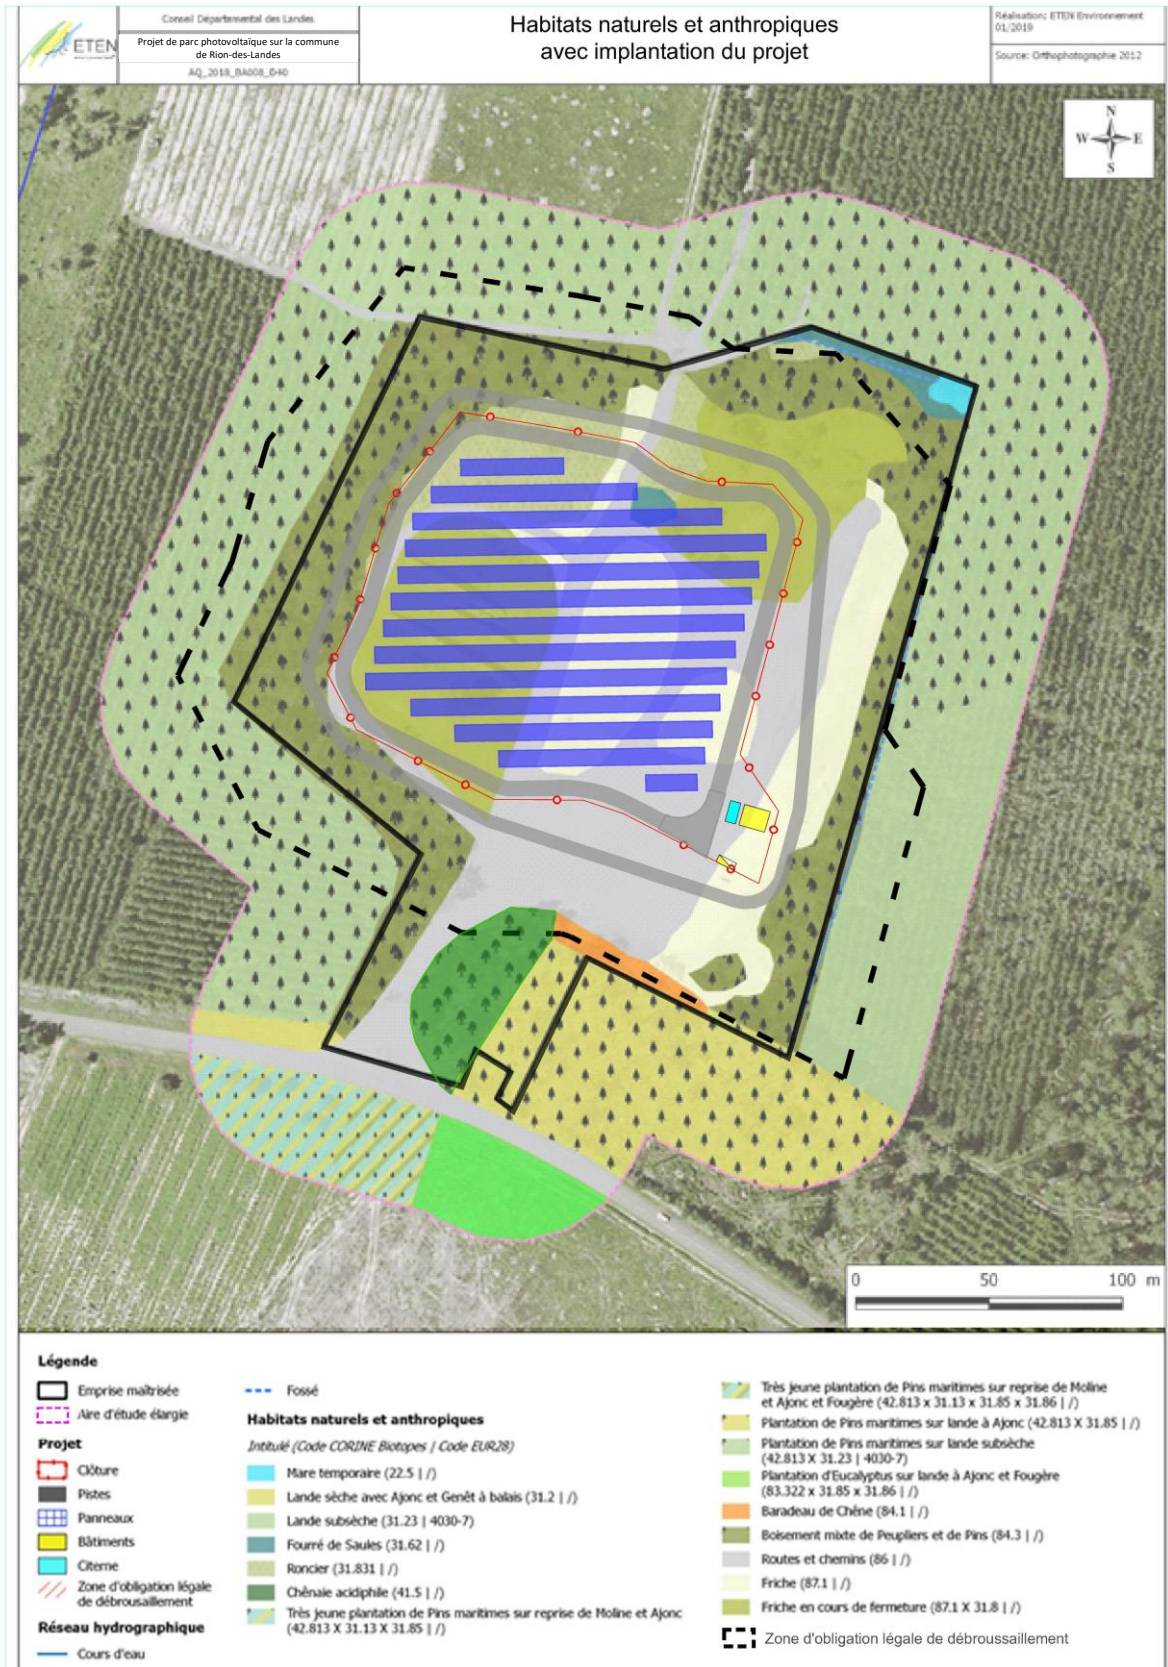 ETEN
Conseil Départemental des Landes
Projet de parc photovoltaïque sur la commune
de Rion-des-Landes
AQ_2018_BA008_EHO
Habitats naturels et anthropiques
avec implantation du projet
Réalisation: ETEN Environnement
01/2019
Source: Orthophotographie 2012
N
W E
S
0 50 100 m
Légende
Emprise maîtrisée
Aire d'étude élargie
Projet
Clôture
Pistes
Panneaux
Bâtiments
Citerne
Zone d'obligation légale
de débrousaillement
Réseau hydrographique
Cours d'eau
Fossé
Habitats naturels et anthropiques
Intitulé (Code CORINE Biotopes / Code EUR28)
Mare temporaire (22.5 | /)
Lande sèche avec Ajonc et Genêt à balais (31.2 | /)
Lande subsèche (31.23 | 4030-7)
Fourré de Saules (31.62 | /)
Roncier (31.831 | /)
Chênaie acidiphile (41.5 | /)
Très jeune plantation de Pins maritimes sur reprise de Moline et Ajonc
(42.813 X 31.13 X 31.85 | /)
Très jeune plantation de Pins maritimes sur reprise de Moline
et Ajonc et Fougère (42.813 x 31.13 x 31.85 x 31.86 | /)
Plantation de Pins maritimes sur lande à Ajonc (42.813 X 31.85 | /)
Plantation de Pins maritimes sur lande subsèche
(42.813 X 31.23 | 4030-7)
Plantation d'Eucalyptus sur lande à Ajonc et Fougère
(83.322 x 31.85 x 31.86 | /)
Baradeau de Chêne (84.1 | /)
Boisement mixte de Peupliers et de Pins (84.3 | /)
Routes et chemins (86 | /)
Friche (87.1 | /)
Friche en cours de fermeture (87.1 X 31.8 | /)
Zone d'obligation légale de débroussaillement